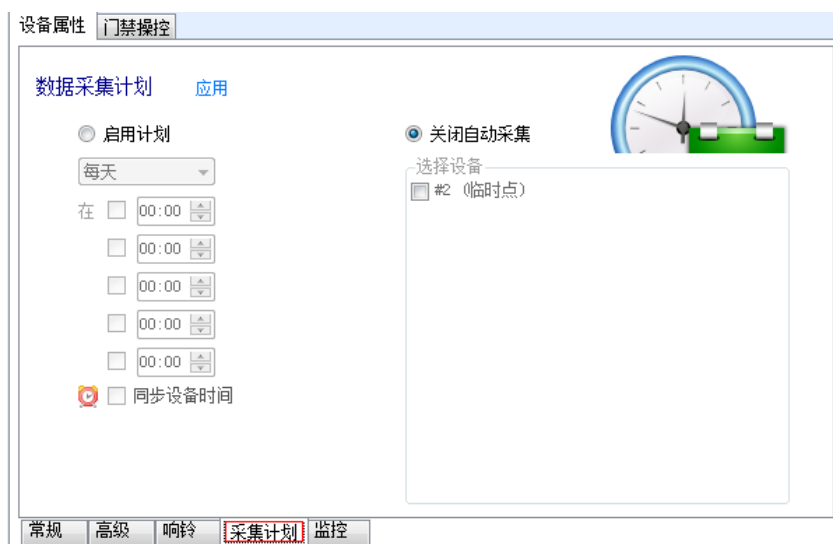 设备属性 门禁操控
数据采集计划 应用
启用计划 关闭自动采集
每天 选择设备
#2 (临时点)
在 00:00
00:00
00:00
00:00
00:00
同步设备时间
常规 高级 响铃 采集计划 监控